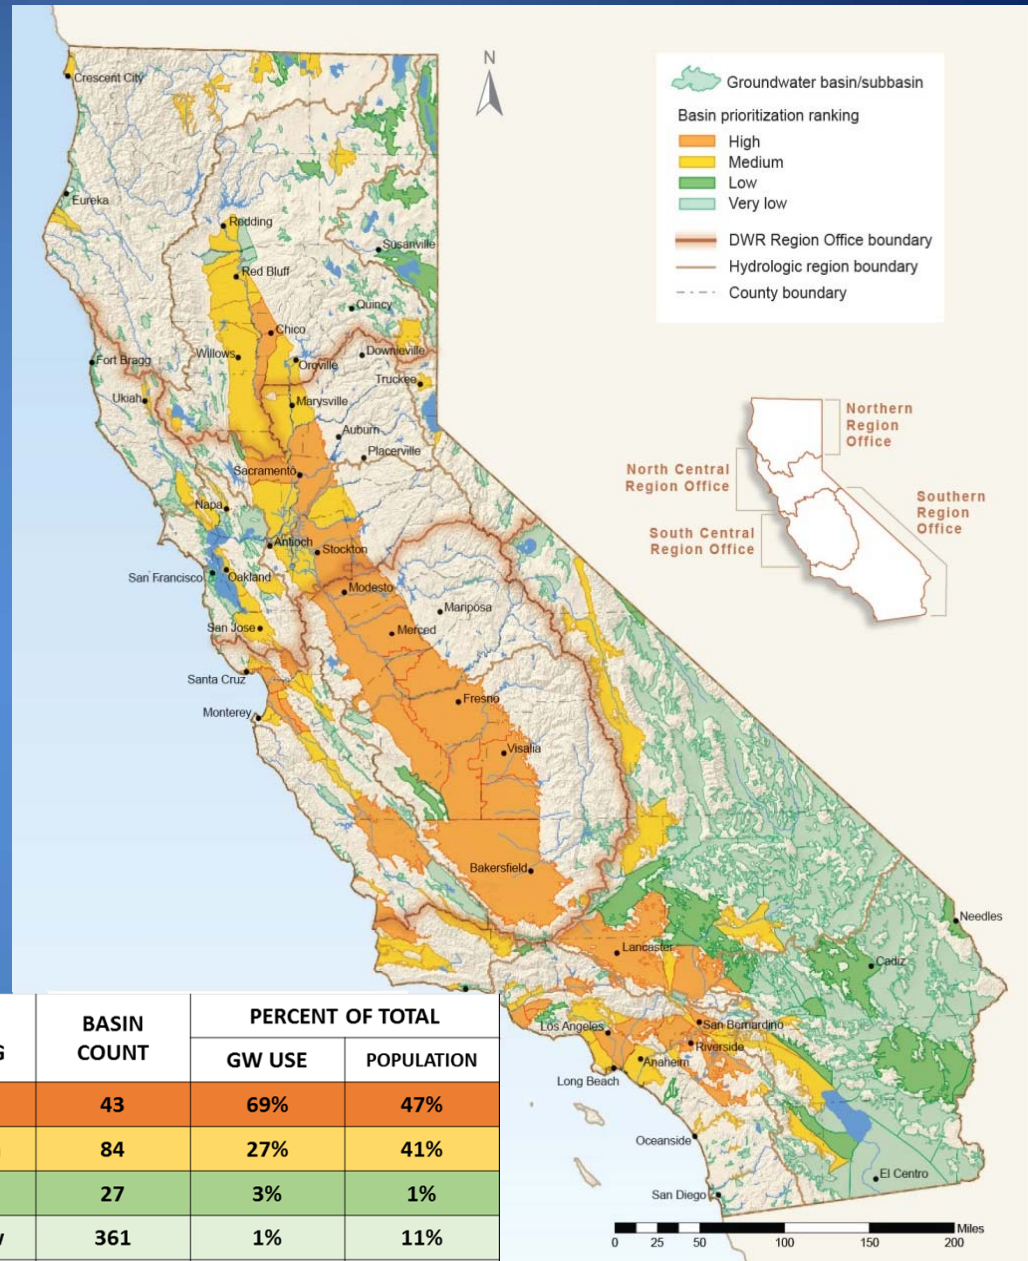 N
Groundwater basin/subbasin
Basin prioritization ranking
High
Medium
Low
Very low
DWR Region Office boundary
Hydrologic region boundary
County boundary
Crescent City
Eureka
Redding
Susanville
Red Bluff
Quincy
Chico
Willows
Oroville
Downieville
Fort Bragg
Truckee
Ukiah
Marysville
Auburn
Placerville
Sacramento
Napa
Antioch
Stockton
San Francisco
Oakland
Modesto
Mariposa
San Jose
Merced
Santa Cruz
Fresno
Monterey
Visalia
Bakersfield
Needles
Lancaster
Cadiz
Los Angeles
San Bernardino
Riverside
Anaheim
Long Beach
Oceanside
El Centro
San Diego
Northern
Region
Office
North Central
Region Office
Southern
Region
Office
South Central
Region Office
BASIN
COUNT
PERCENT OF TOTAL
GW USE
POPULATION
43 69% 47%
84 27% 41%
27 3% 1%
361 1% 11%
Miles
0 25 50 100 150 200